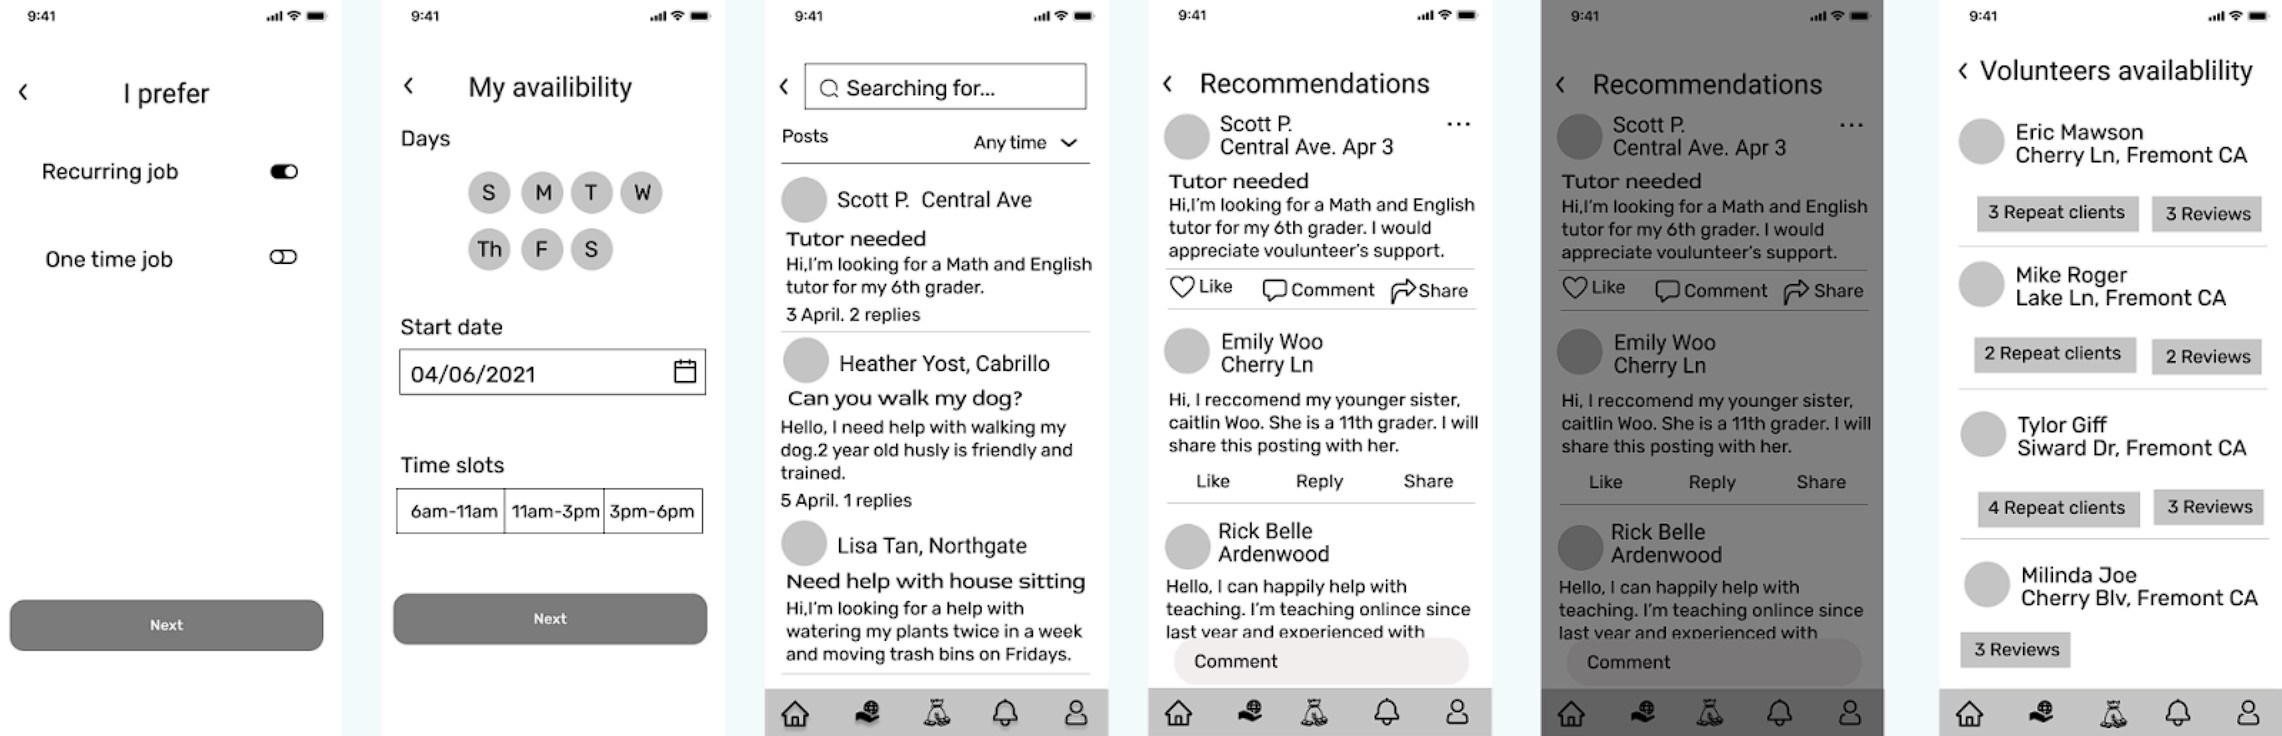 9:41
I prefer
Recurring job
One time job
Next
9:41
My availibility
Days
S M T W
Th F S
Start date
04/06/2021
Time slots
6am-11am 11am-3pm 3pm-6pm
Next
9:41
Searching for...
Posts Any time
Scott P. Central Ave
Tutor needed
Hi,I'm looking for a Math and English
tutor for my 6th grader.
3 April. 2 replies
Heather Yost, Cabrillo
Can you walk my dog?
Hello, I need help with walking my
dog.2 year old husly is friendly and
trained.
5 April. 1 replies
Lisa Tan, Northgate
Need help with house sitting
Hi,I'm looking for a help with
watering my plants twice in a week
and moving trash bins on Fridays.
9:41
Recommendations
Scott P.
Central Ave. Apr 3
Tutor needed
Hi,I'm looking for a Math and English
tutor for my 6th grader. I would
appreciate voulunteer's support.
Like Comment Share
Emily Woo
Cherry Ln
Hi, I reccomend my younger sister,
caitlin Woo. She is a 11th grader. I will
share this posting with her.
Like Reply Share
Rick Belle
Ardenwood
Hello, I can happily help with
teaching. I'm teaching onlince since
last year and experienced with
Comment
9:41
Recommendations
Scott P.
Central Ave. Apr 3
Tutor needed
Hi,I'm looking for a Math and English
tutor for my 6th grader. I would
appreciate voulunteer's support.
Like Comment Share
Emily Woo
Cherry Ln
Hi, I reccomend my younger sister,
caitlin Woo. She is a 11th grader. I will
share this posting with her.
Like Reply Share
Rick Belle
Ardenwood
Hello, I can happily help with
teaching. I'm teaching onlince since
last year and experienced with
Comment
9:41
Volunteers availablility
Eric Mawson
Cherry Ln, Fremont CA
3 Repeat clients 3 Reviews
Mike Roger
Lake Ln, Fremont CA
2 Repeat clients 2 Reviews
Tylor Giff
Siward Dr, Fremont CA
4 Repeat clients 3 Reviews
Milinda Joe
Cherry Blv, Fremont CA
3 Reviews